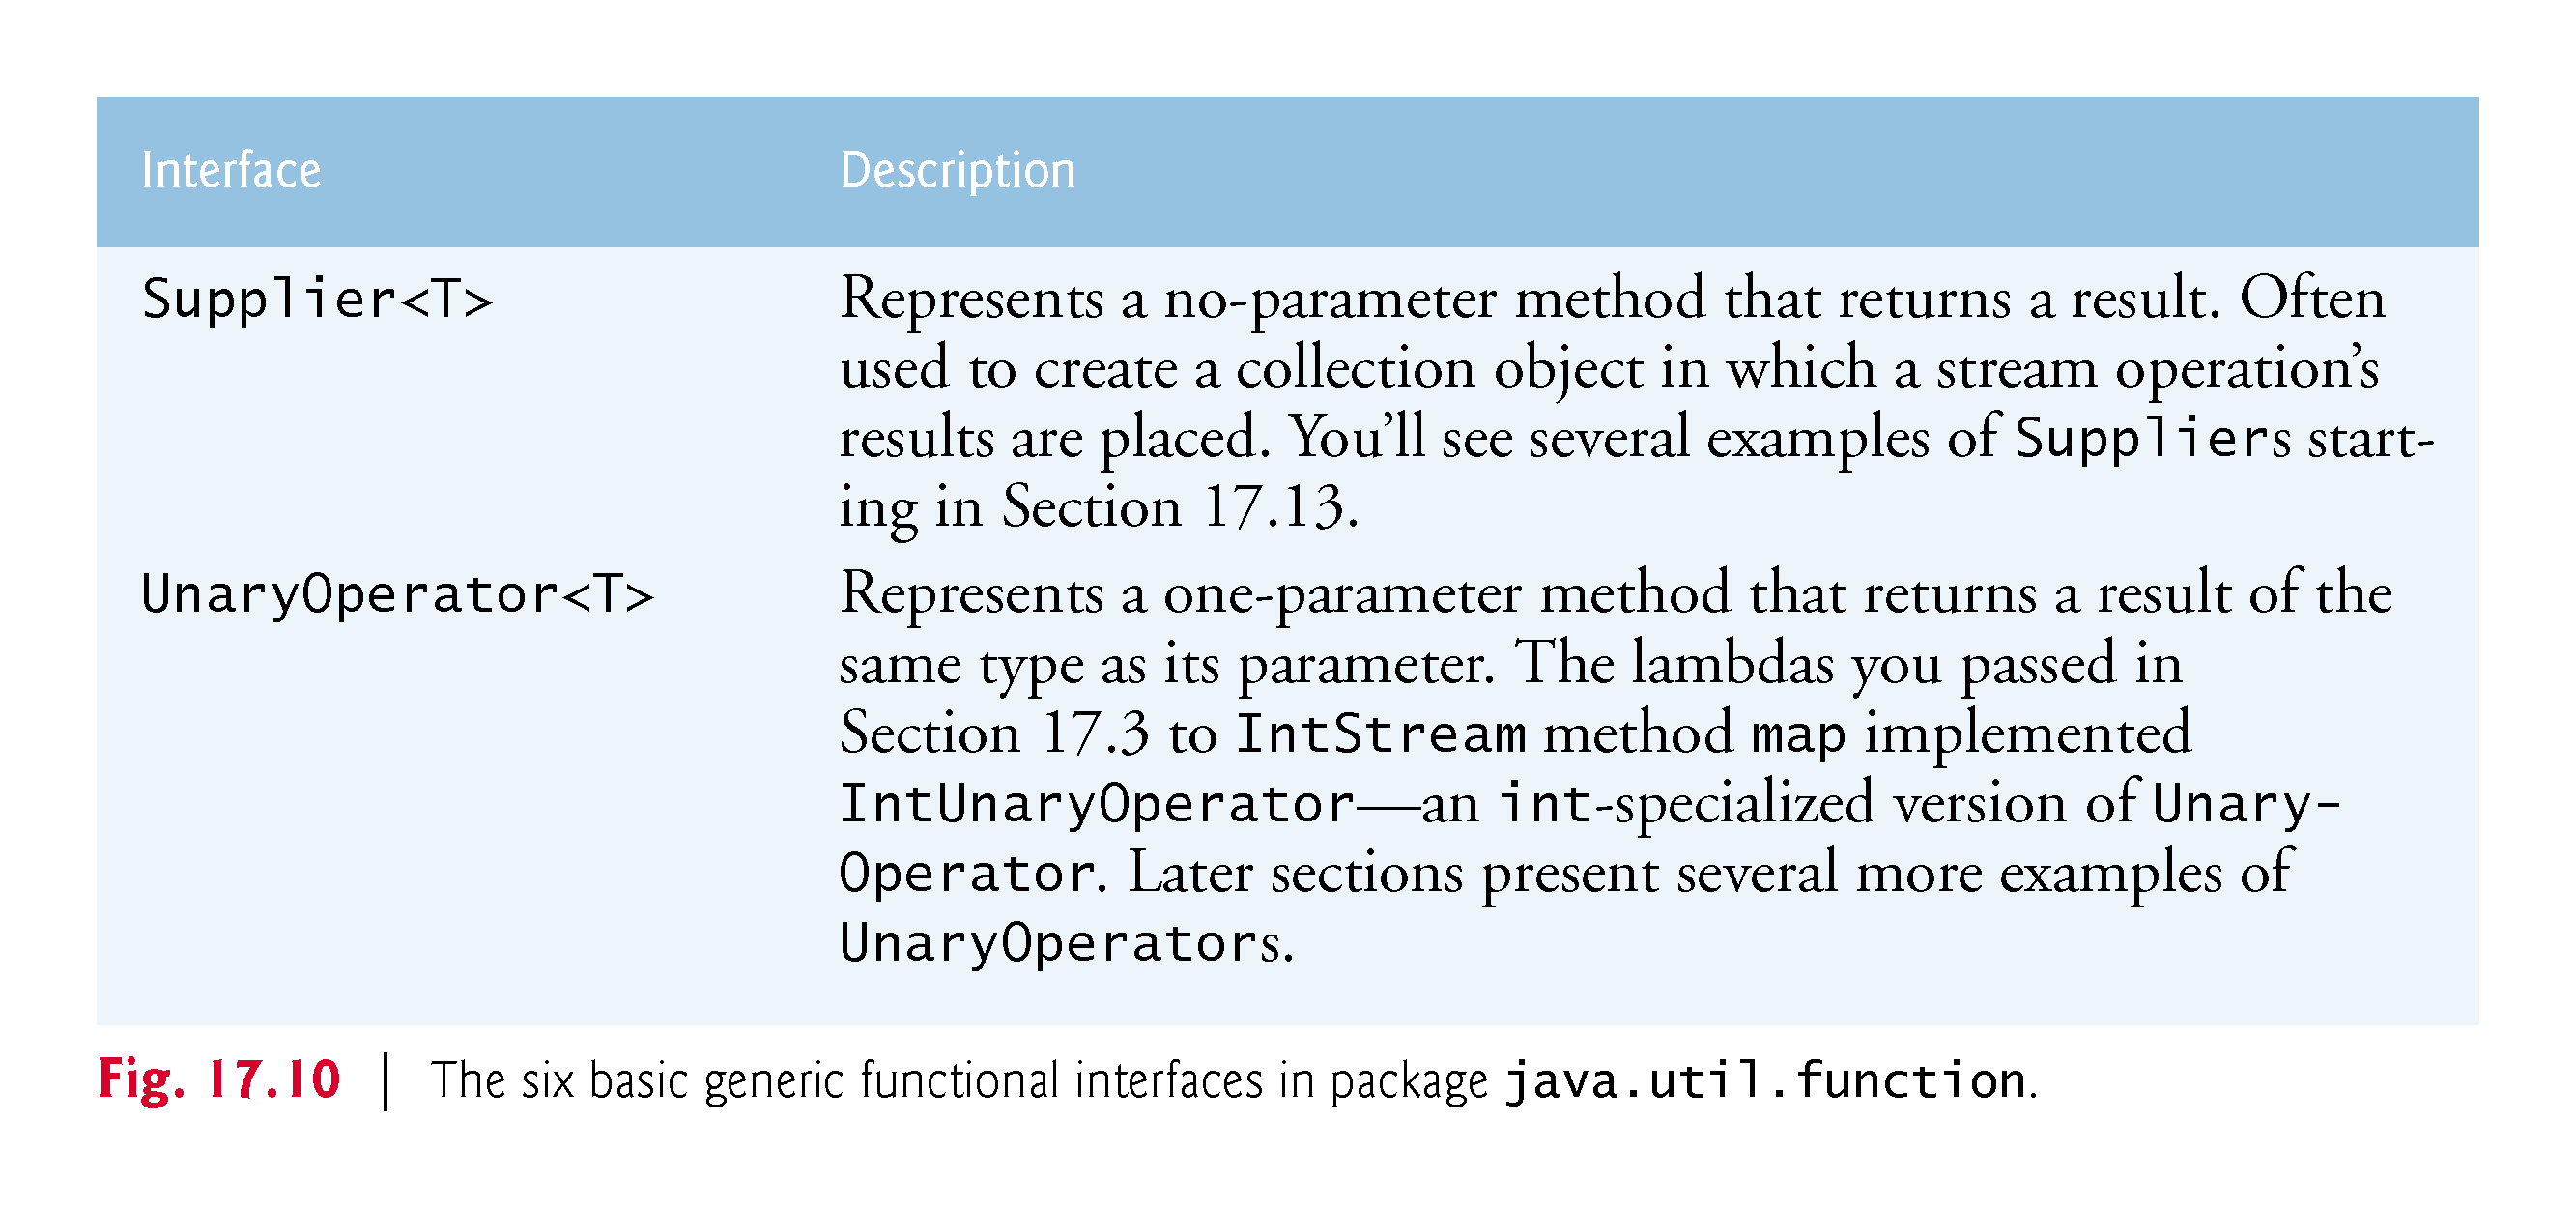 Interface Description
Supplier<T> Represents a no-parameter method that returns a result. Often
used to create a collection object in which a stream operation’s
results are placed. You’ll see several examples of Suppliers start-
ing in Section 17.13.
UnaryOperator<T> Represents a one-parameter method that returns a result of the
same type as its parameter. The lambdas you passed in
Section 17.3 to IntStream method map implemented
IntUnaryOperator—an int-specialized version of Unary-
Operator. Later sections present several more examples of
UnaryOperators.
Fig. 17.10 | The six basic generic functional interfaces in package java.util.function.